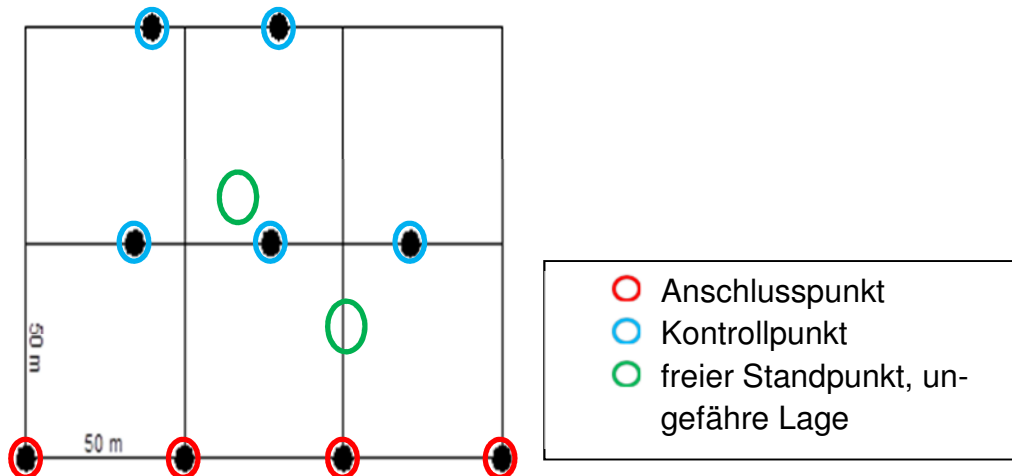 50 m
50 m
Anschlusspunkt
Kontrollpunkt
freier Standpunkt, un-
gefähre Lage